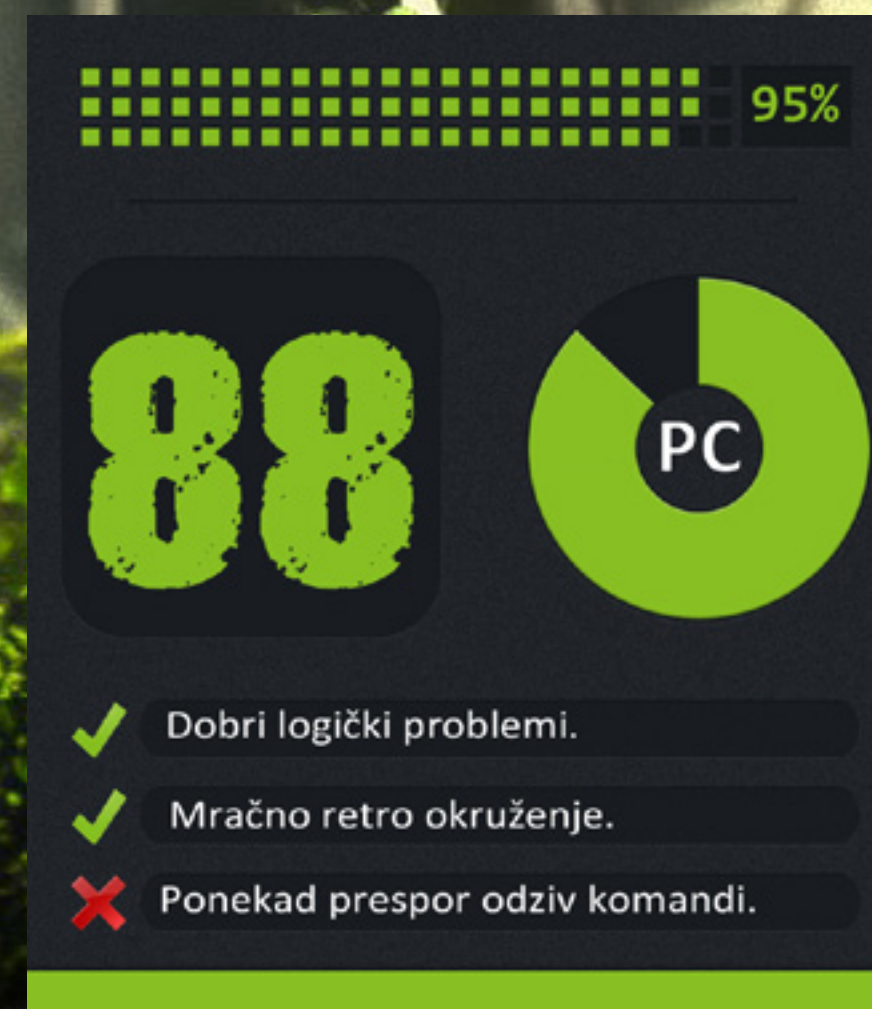 95%
88
PC
Dobri logički problemi.
Mračno retro okruženje.
Ponekad prespor odziv komandi.